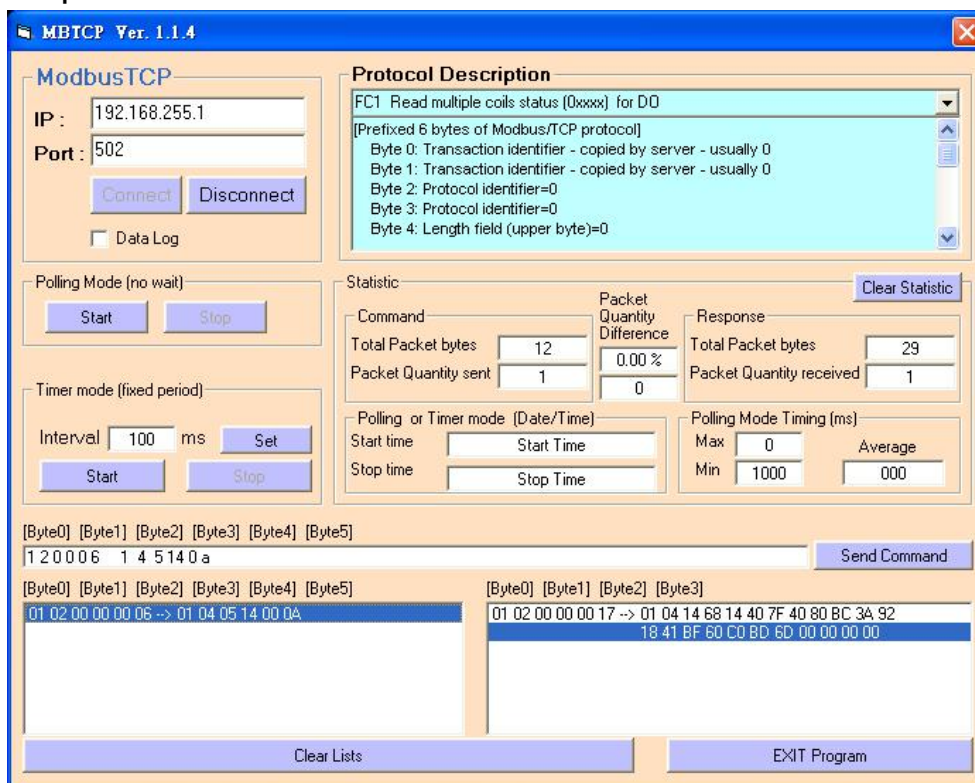 MBTCP Ver. 1.1.4
ModbusTCP
IP : 192.168.255.1
Port : 502
Connect Disconnect
Data Log
Protocol Description
FC1 Read multiple coils status (0xxxx) for DO
[Prefixed 6 bytes of Modbus/TCP protocol]
Byte 0: Transaction identifier - copied by server - usually 0
Byte 1: Transaction identifier - copied by server - usually 0
Byte 2: Protocol identifier=0
Byte 3: Protocol identifier=0
Byte 4: Length field (upper byte)=0
Polling Mode (no wait)
Start Stop
Timer mode (fixed period)
Interval 100 ms Set
Start Stop
Statistic
Clear Statistic
Command
Total Packet bytes 12
Packet Quantity sent 1
Packet
Quantity
Difference
0.00 %
0
Response
Total Packet bytes 29
Packet Quantity received 1
Polling or Timer mode (Date/Time)
Start time Start Time
Stop time Stop Time
Polling Mode Timing (ms)
Max 0
Min 1000
Average
000
[Byte0] [Byte1] [Byte2] [Byte3] [Byte4] [Byte5]
1 2 0 0 0 6 1 4 5 14 0 a
Send Command
[Byte0] [Byte1] [Byte2] [Byte3] [Byte4] [Byte5]
01 02 00 00 00 06 --> 01 04 05 14 00 0A
[Byte0] [Byte1] [Byte2] [Byte3]
01 02 00 00 00 17 --> 01 04 14 68 14 40 7F 40 80 BC 3A 92
18 41 BF 60 C0 BD 6D 00 00 00 00
Clear Lists
EXIT Program